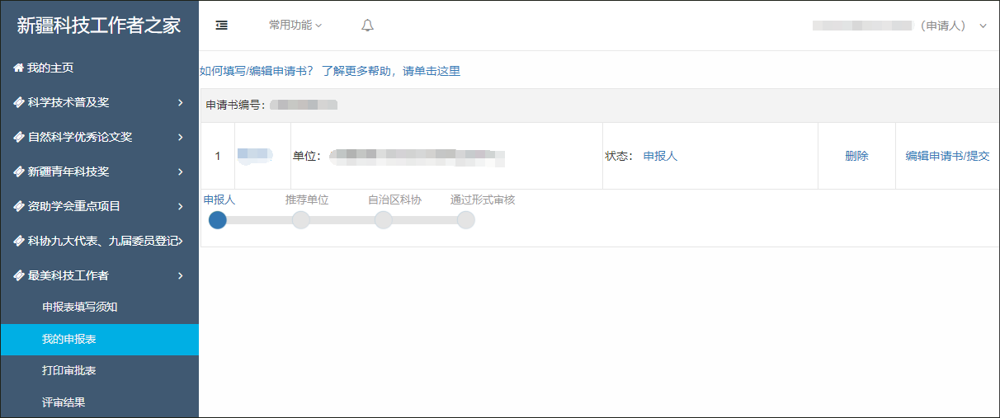 新疆科技工作者之家
常用功能
（申请人）
我的主页
科学技术普及奖
自然科学优秀论文奖
新疆青年科技奖
资助学会重点项目
科协九大代表、九届委员登记
最美科技工作者
申报表填写须知
我的申报表
打印审批表
评审结果
如何填写/编辑申请书？ 了解更多帮助，请单击这里
申请书编号：
1 单位： 状态： 申报人 删除 编辑申请书/提交
申报人 推荐单位 自治区科协 通过形式审核